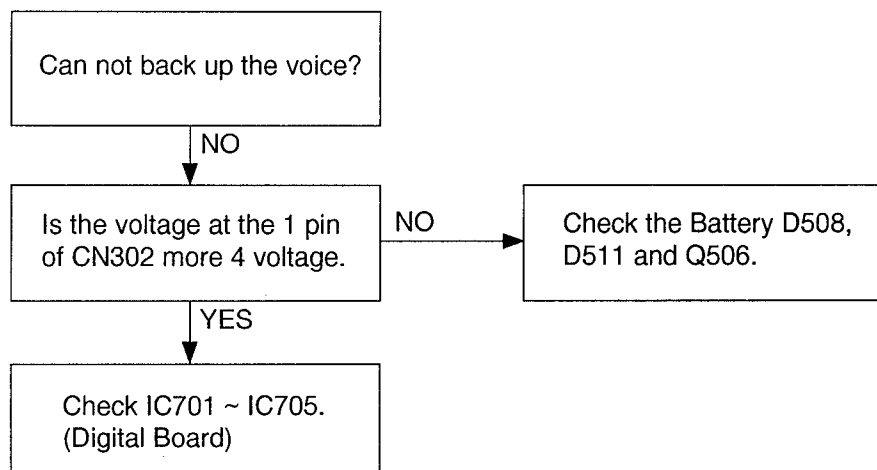 Can not back up the voice?
NO
Is the voltage at the 1 pin
of CN302 more 4 voltage.
NO
Check the Battery D508,
D511 and Q506.
YES
Check IC701 ~ IC705.
(Digital Board)